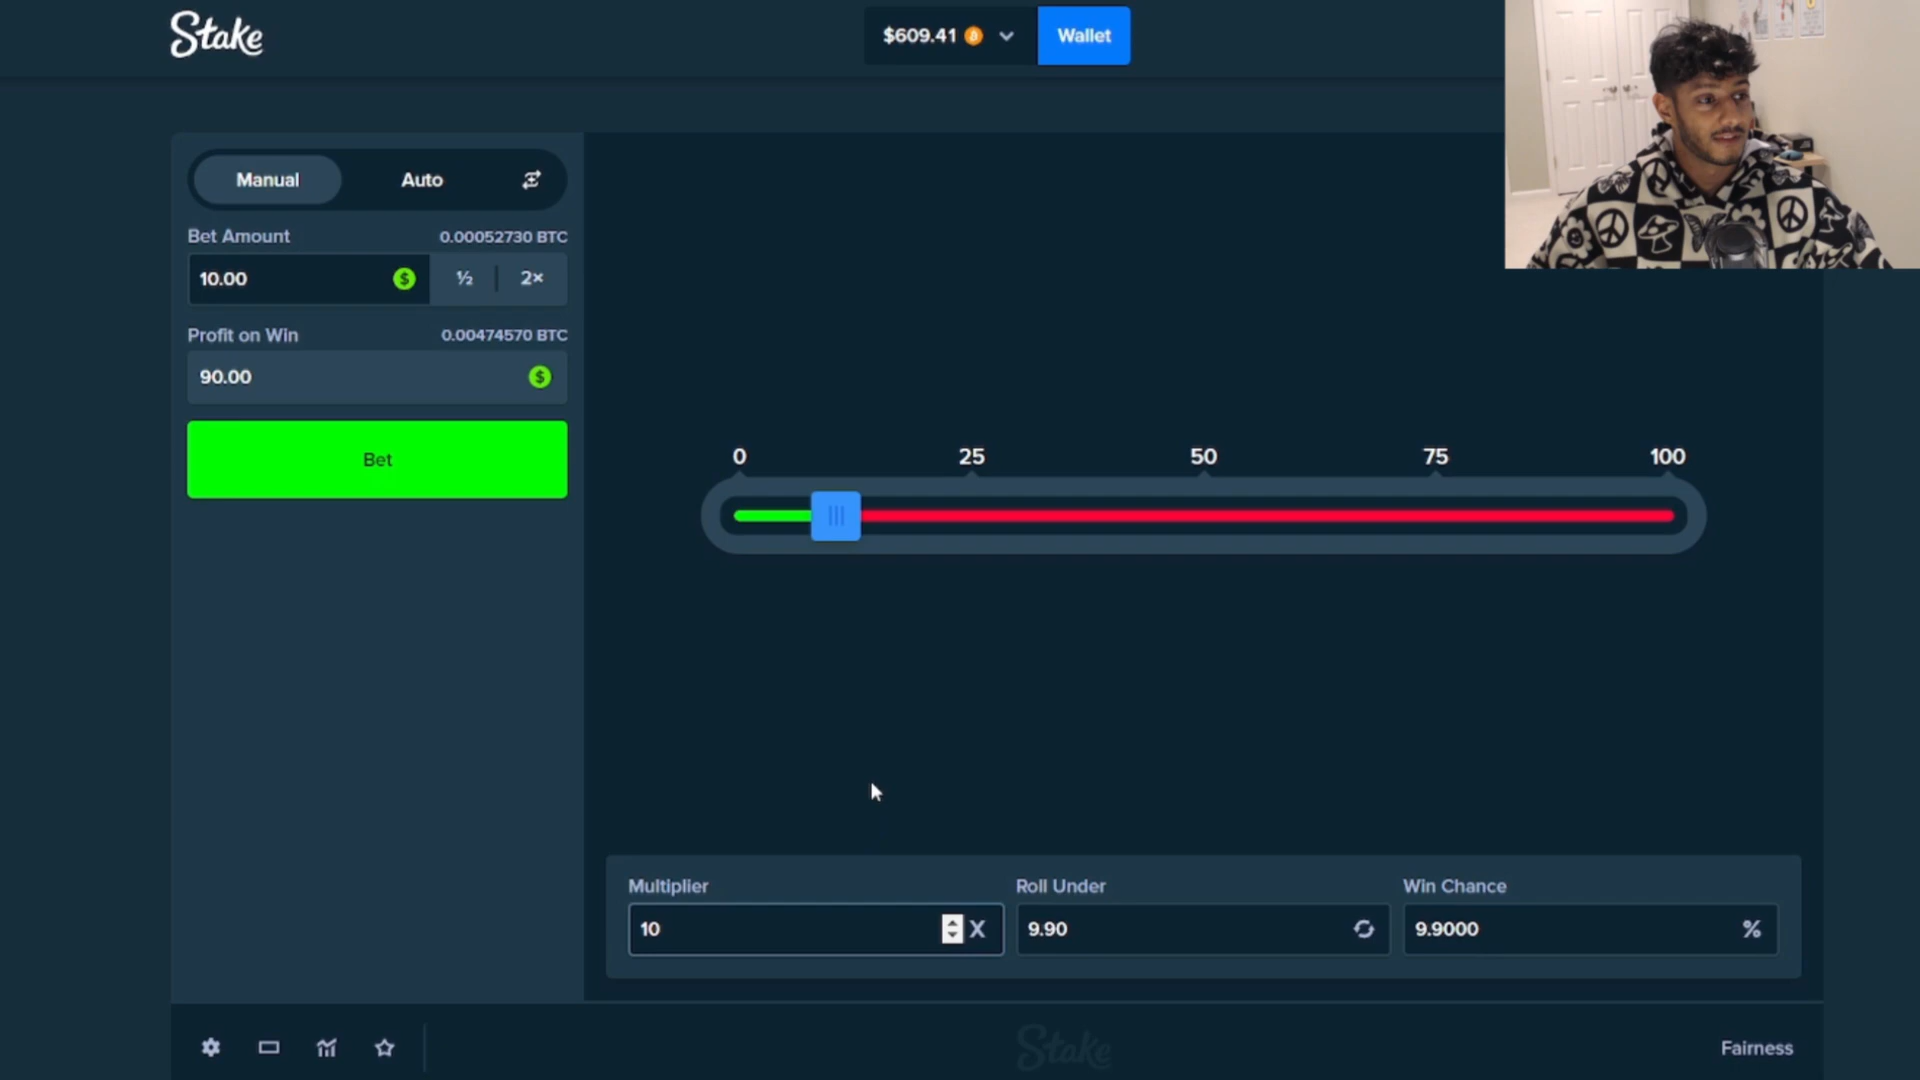 Stake
$609.41
Wallet
Manual
Auto
Bet Amount
0.00052730 BTC
10.00
$
½
2×
Profit on Win
0.00474570 BTC
90.00
$
Bet
0
25
50
75
100
Multiplier
10
X
Roll Under
9.90
Win Chance
9.9000
%
Stake
Fairness